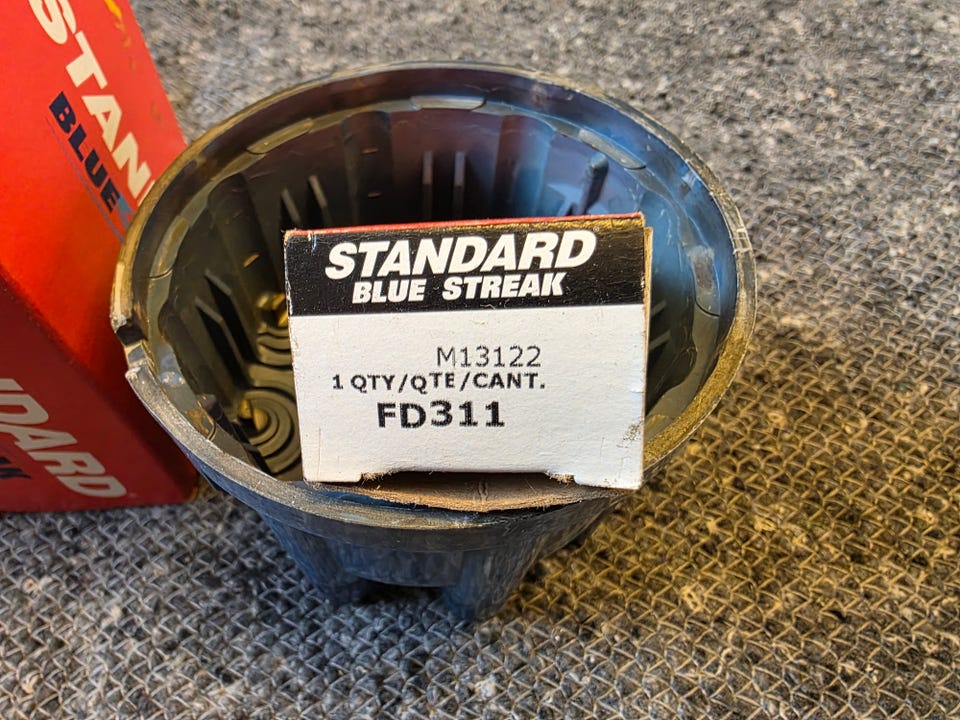 STAN
BLUE
DARD
STANDARD
BLUE STREAK
M13122
1 QTY/QTE/CANT.
FD311